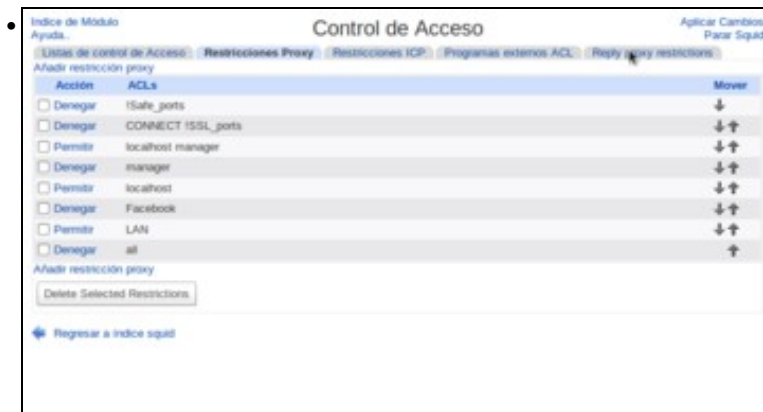 Indice de Módulo
Ayuda..
Control de Acceso
Aplicar Cambios
Parar Squid
Listas de control de Acceso Restricciones Proxy Restricciones ICP Programas externos ACL Reply proxy restrictions
Añadir restricción proxy
Acción ACLs Mover
Denegar !Safe_ports
Denegar CONNECT !SSL_ports
Permitir localhost manager
Denegar manager
Permitir localhost
Denegar Facebook
Permitir LAN
Denegar all
Añadir restricción proxy
Delete Selected Restrictions
Regresar a índice squid